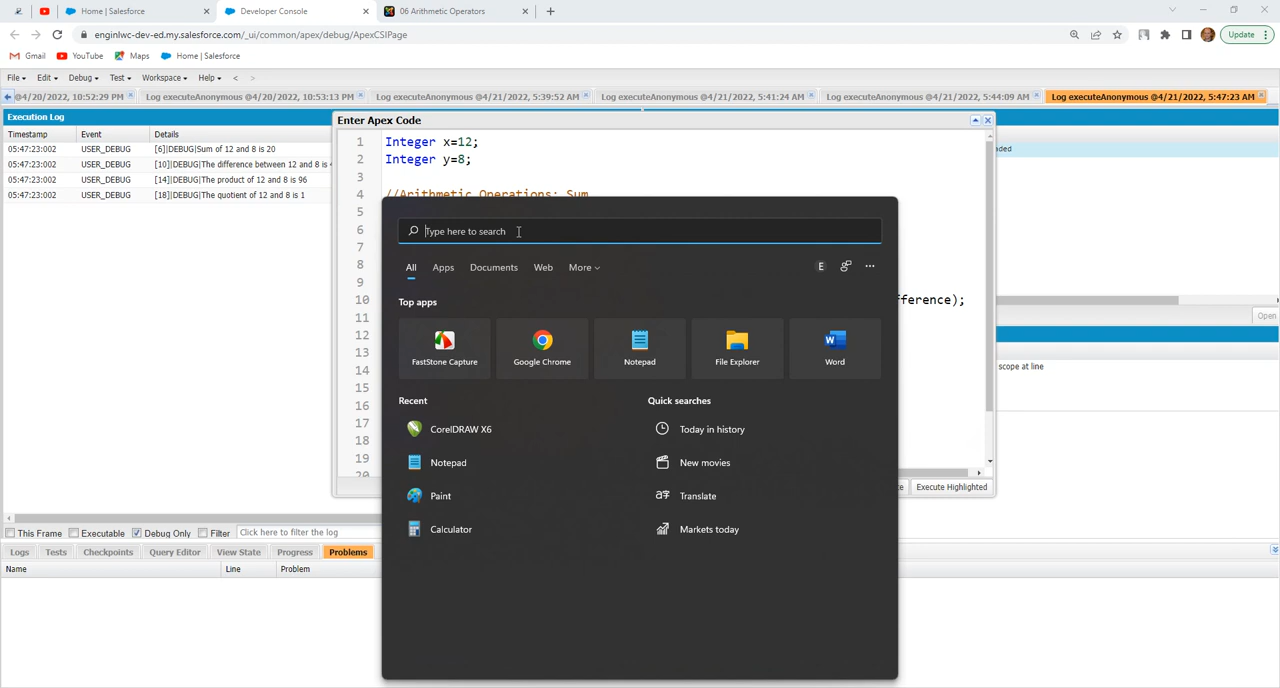 Home | Salesforce
Developer Console
06 Arithmetic Operators
enginlwc-dev-ed.my.salesforce.com/_ui/common/apex/debug/ApexCSIPage
Update
Gmail YouTube Maps Home | Salesforce
File Edit Debug Test Workspace Help < >
@4/20/2022, 10:52:29 PM Log executeAnonymous @4/20/2022, 10:53:13 PM Log executeAnonymous @4/21/2022, 5:39:52 AM Log executeAnonymous @4/21/2022, 5:41:24 AM Log executeAnonymous @4/21/2022, 5:44:09 AM Log executeAnonymous @4/21/2022, 5:47:23 AM
Execution Log
Timestamp Event Details
05:47:23:002 USER_DEBUG [6]|DEBUG|Sum of 12 and 8 is 20
05:47:23:002 USER_DEBUG [10]|DEBUG|The difference between 12 and 8 is 4
05:47:23:002 USER_DEBUG [14]|DEBUG|The product of 12 and 8 is 96
05:47:23:002 USER_DEBUG [18]|DEBUG|The quotient of 12 and 8 is 1
Enter Apex Code
1 Integer x=12;
2 Integer y=8;
3
4 //Arithmetic Operations: Sum
5
6
7
8
9
10 fference);
11
12
13
14
15
16
17
18
19
20
Execute Highlighted
aded
Open
scope at line
Type here to search
All Apps Documents Web More
E
Top apps
FastStone Capture Google Chrome Notepad File Explorer Word
Recent
CorelDRAW X6
Notepad
Paint
Calculator
Quick searches
Today in history
New movies
Translate
Markets today
This Frame Executable Debug Only Filter Click here to filter the log
Logs Tests Checkpoints Query Editor View State Progress Problems
Name Line Problem